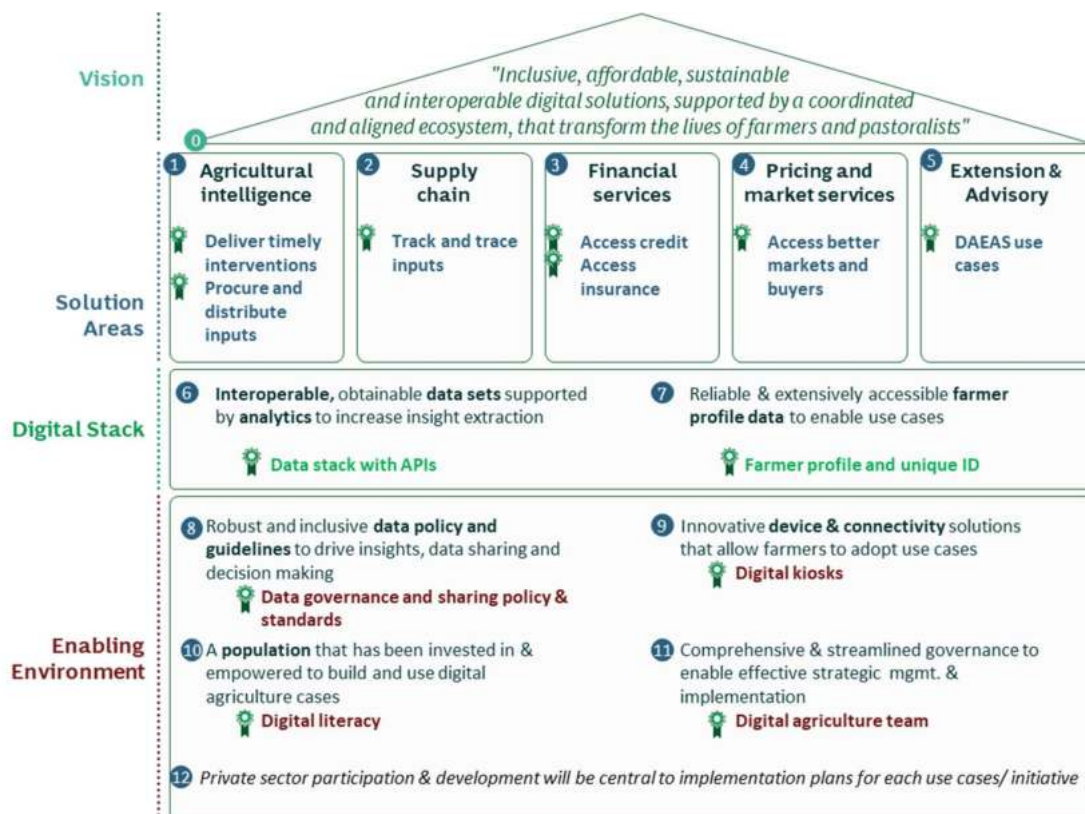 Vision
"Inclusive, affordable, sustainable
and interoperable digital solutions, supported by a coordinated
and aligned ecosystem, that transform the lives of farmers and pastoralists"
0
Solution
Areas
1
Agricultural
intelligence
Deliver timely
interventions
Procure and
distribute
inputs
2
Supply
chain
Track and trace
inputs
3
Financial
services
Access credit
Access
insurance
4
Pricing and
market services
Access better
markets and
buyers
5
Extension &
Advisory
DAEAS use
cases
Digital Stack
6
Interoperable, obtainable data sets supported
by analytics to increase insight extraction
Data stack with APIs
7
Reliable & extensively accessible farmer
profile data to enable use cases
Farmer profile and unique ID
Enabling
Environment
8 Robust and inclusive data policy and
guidelines to drive insights, data sharing and
decision making
Data governance and sharing policy &
standards
9 Innovative device & connectivity solutions
that allow farmers to adopt use cases
Digital kiosks
10 A population that has been invested in &
empowered to build and use digital
agriculture cases
Digital literacy
11 Comprehensive & streamlined governance to
enable effective strategic mgmt. &
implementation
Digital agriculture team
12 Private sector participation & development will be central to implementation plans for each use cases/ initiative